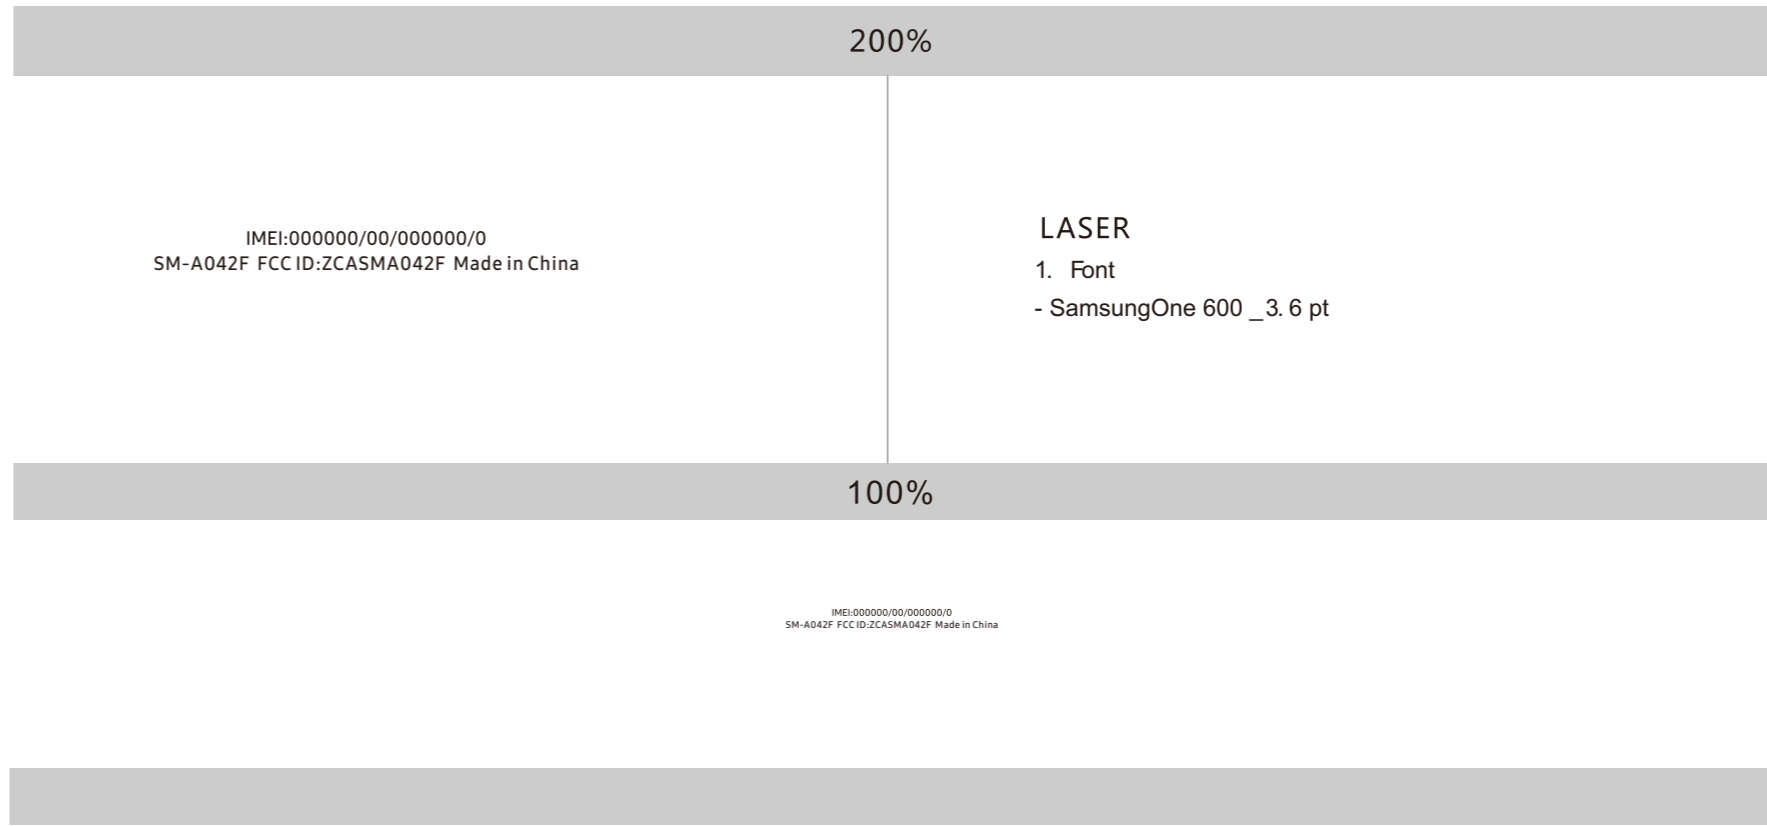 200%
IMEI:000000/00/000000/0
SM-A042F FCC ID:ZCASMA042F Made in China
LASER
1. Font
- SamsungOne 600 _3. 6 pt
100%
IMEI:000000/00/000000/0
SM-A042F FCC ID:ZCASMA042F Made in China